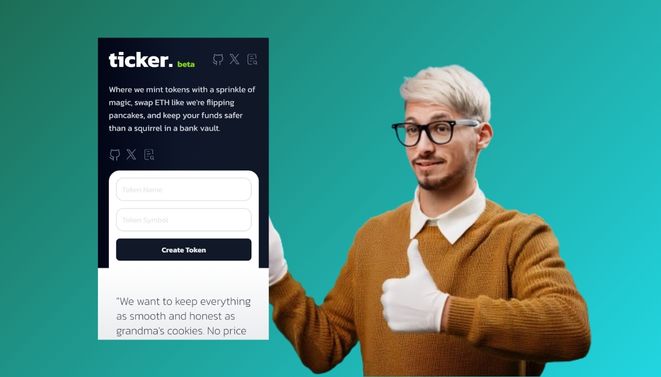 ticker. beta
Where we mint tokens with a sprinkle of
magic, swap ETH like we're flipping
pancakes, and keep your funds safer
than a squirrel in a bank vault.
Token Name
Token Symbol
Create Token
"We want to keep everything
as smooth and honest as
grandma's cookies. No price